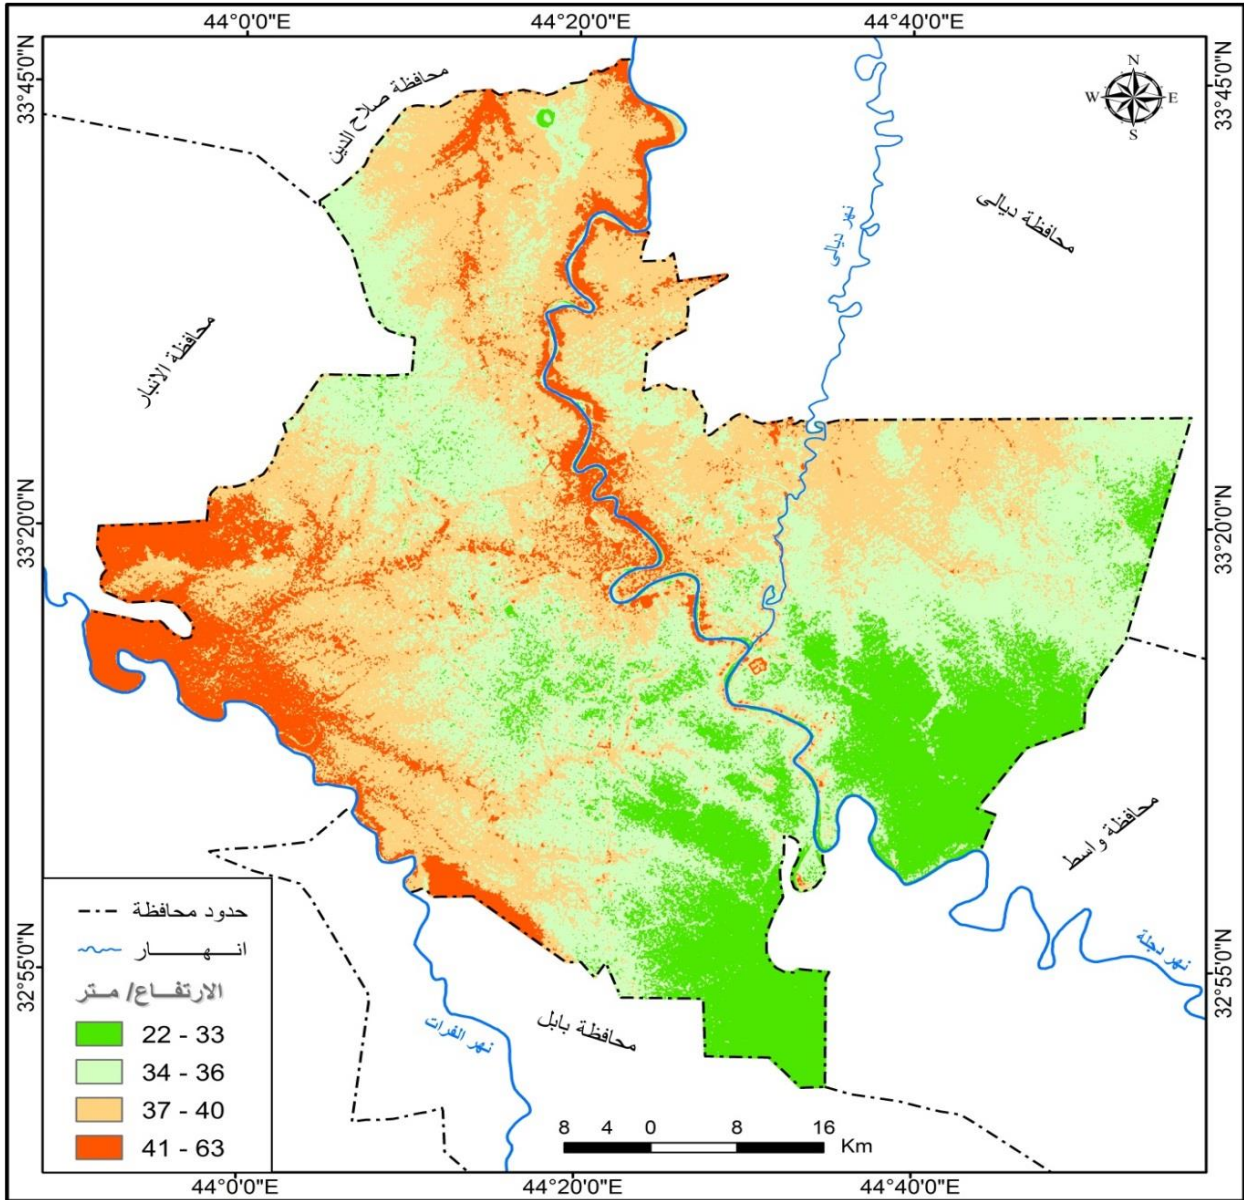 44°0'0"E
44°20'0"E
44°40'0"E
33°45'0"N
33°45'0"N
N
W
E
S
محافظة صلاح الدين
محافظة ديالى
نهر ديالى
محافظة الانبار
33°20'0"N
33°20'0"N
محافظة واسط
نهر دجلة
32°55'0"N
32°55'0"N
محافظة بابل
نهر الفرات
حدود محافظة
انـهـــار
الارتفـاع/ متـر
22 - 33
34 - 36
37 - 40
41 - 63
8 4 0 8 16
Km
44°0'0"E
44°20'0"E
44°40'0"E